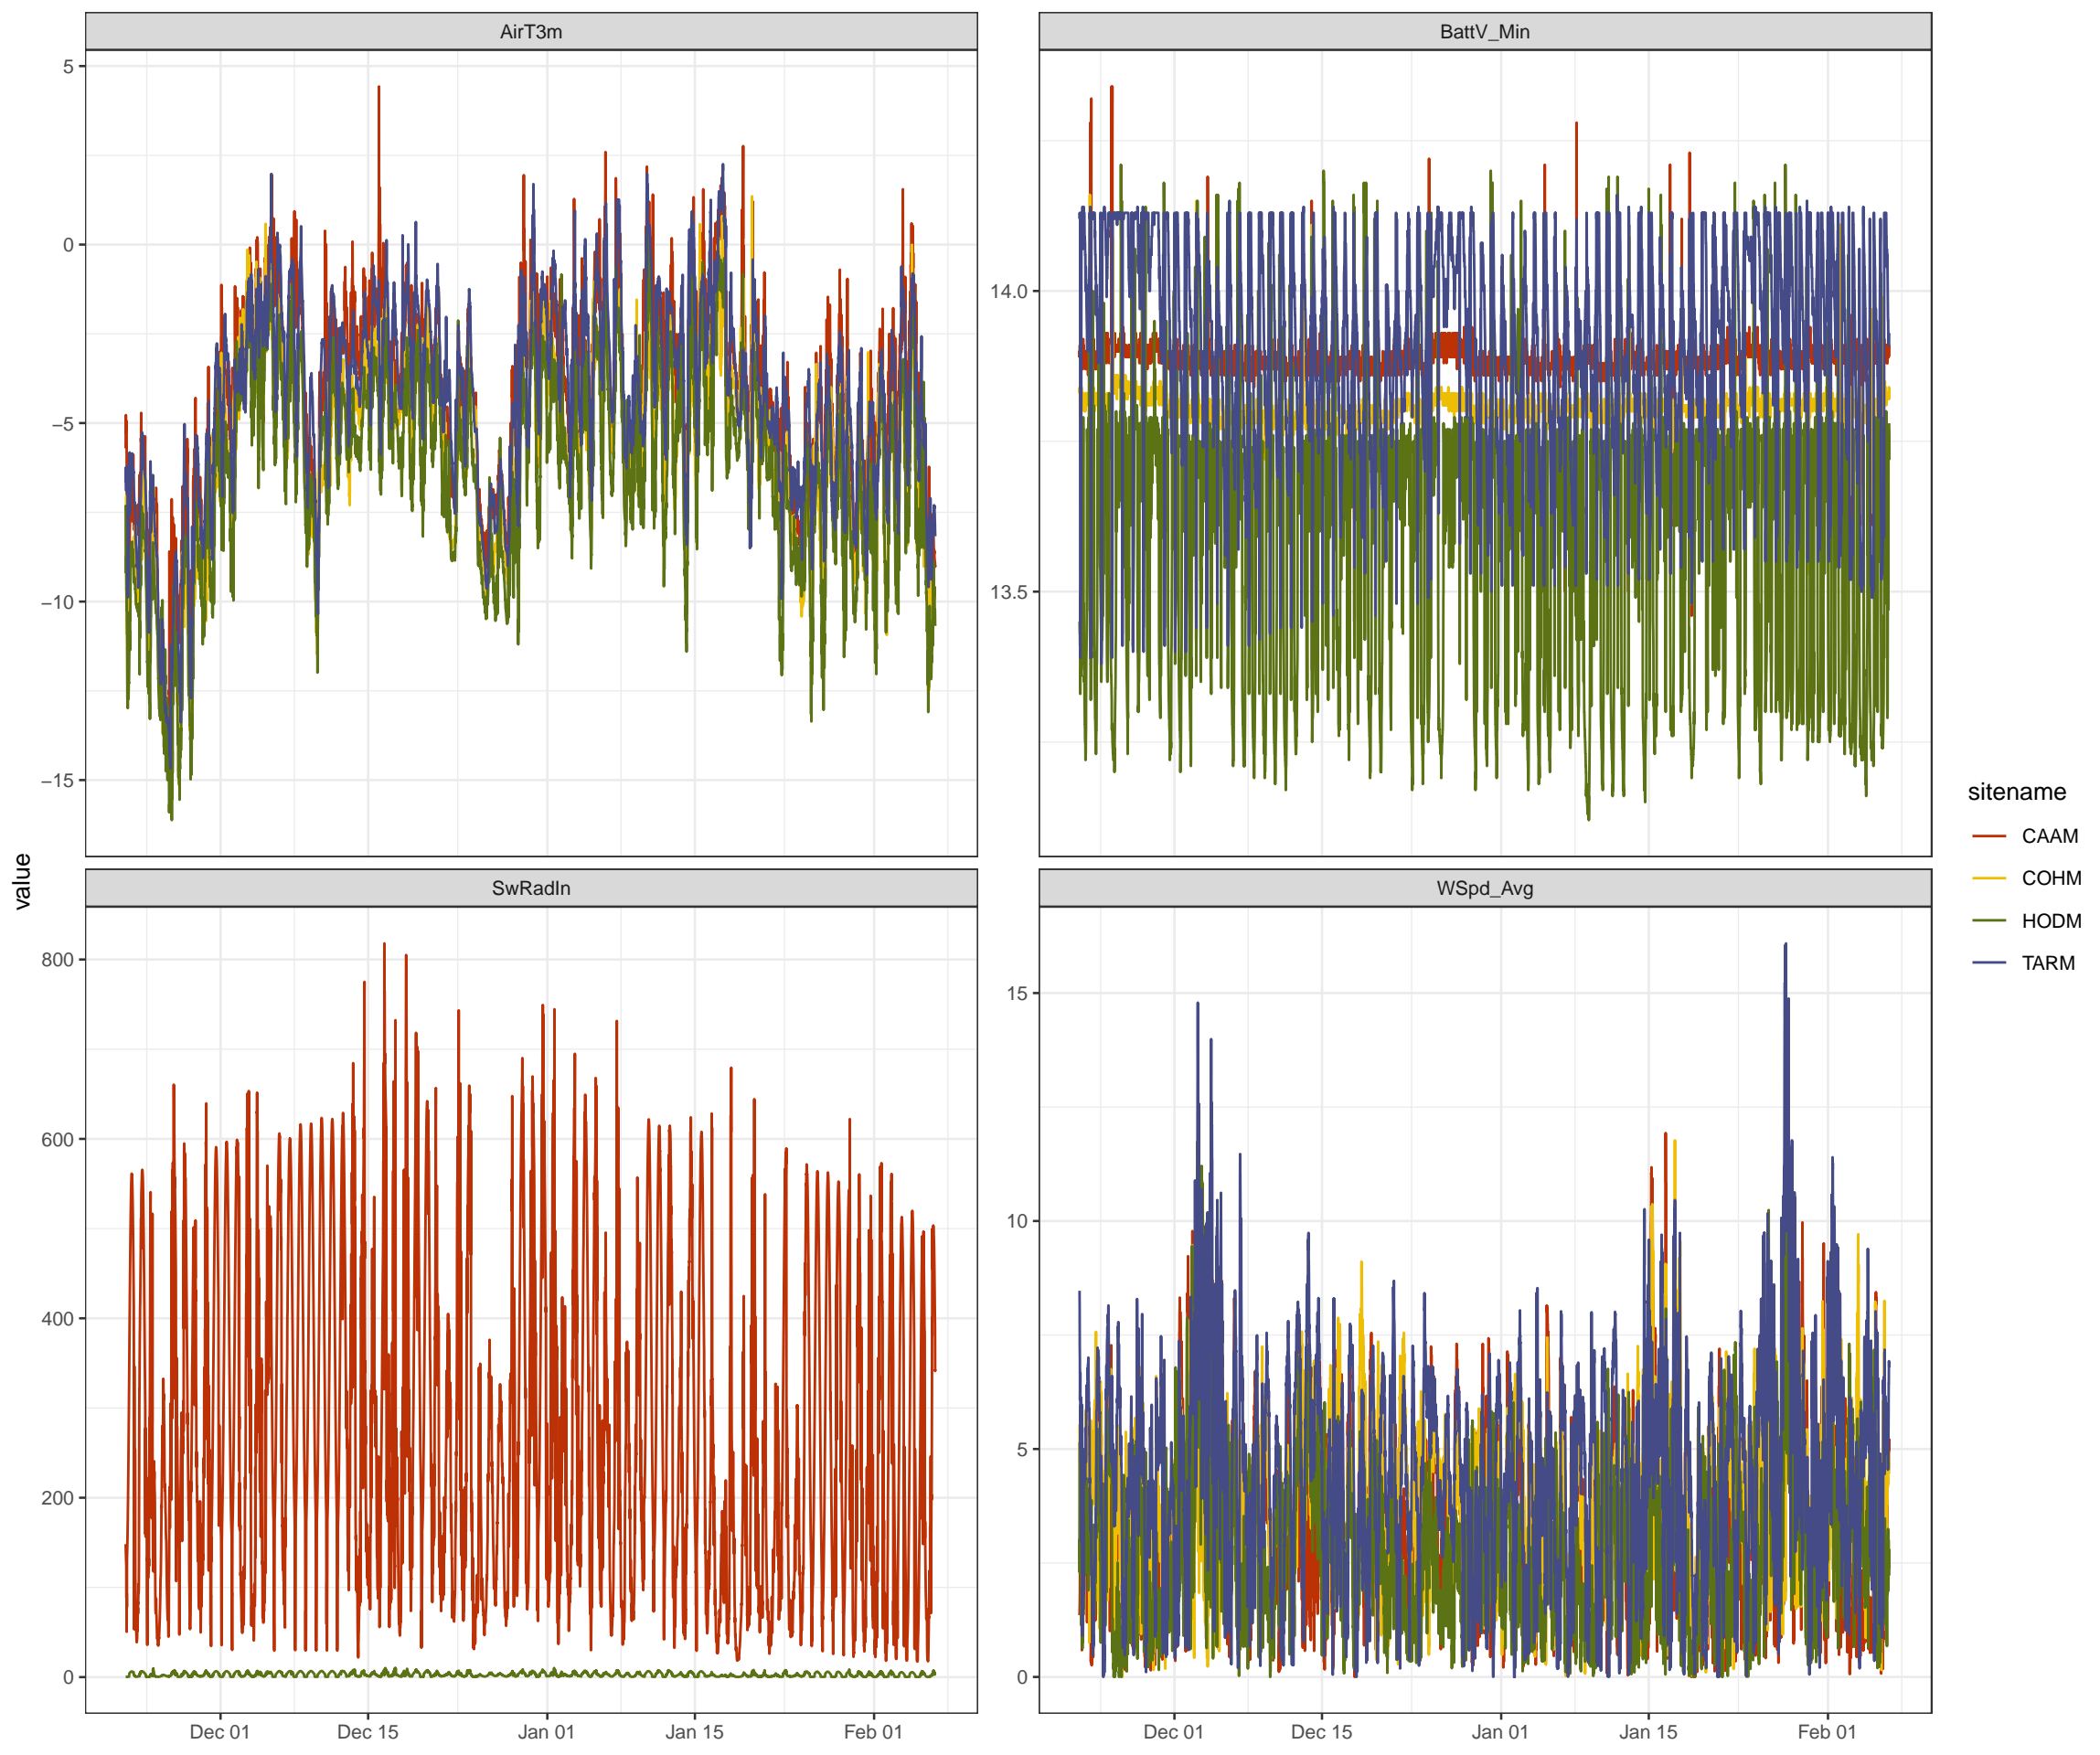 AirT3m
BattV_Min
5
0
−5
−10
−15
14.0
13.5
SwRadIn
WSpd_Avg
800
600
400
200
0
15
10
5
0
Dec 01
Dec 15
Jan 01
Jan 15
Feb 01
Dec 01
Dec 15
Jan 01
Jan 15
Feb 01
value
sitename
CAAM
COHM
HODM
TARM